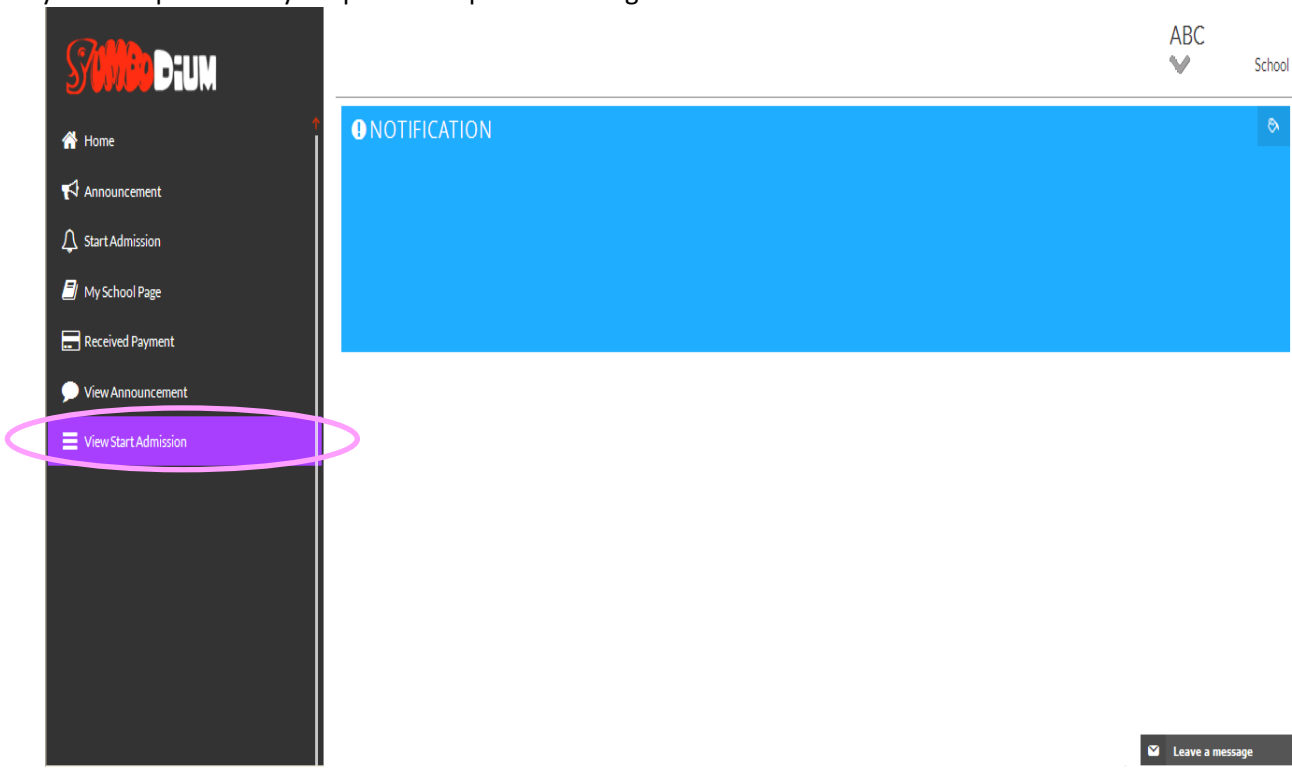 ABC
School
SYMBODiUM
NOTIFICATION
Home
Announcement
Start Admission
My School Page
Received Payment
View Announcement
View Start Admission
Leave a message